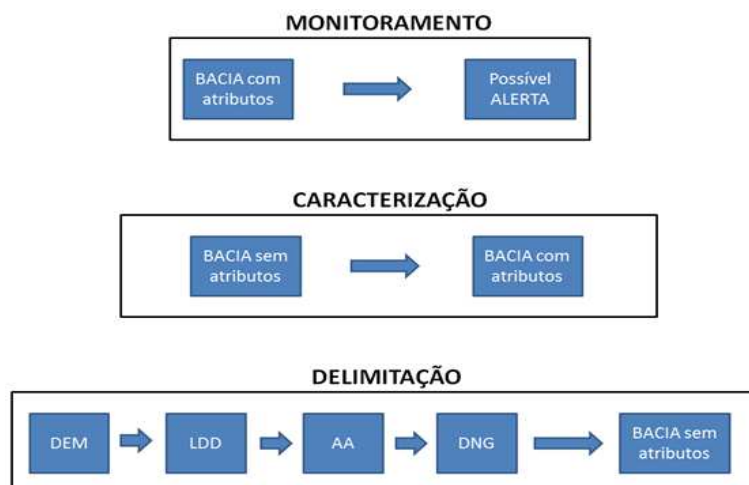 MONITORAMENTO
BACIA com
atributos
Possível
ALERTA
CARACTERIZAÇÃO
BACIA sem
atributos
BACIA com
atributos
DELIMITAÇÃO
DEM
LDD
AA
DNG
BACIA sem
atributos